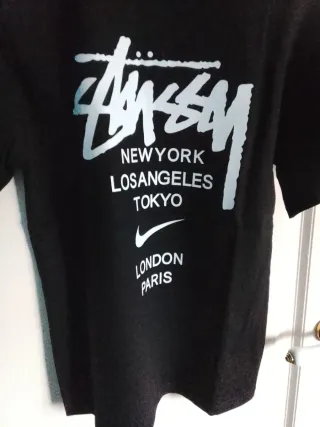 Stüssy
NEWYORK
LOSANGELES
TOKYO
LONDON
PARIS